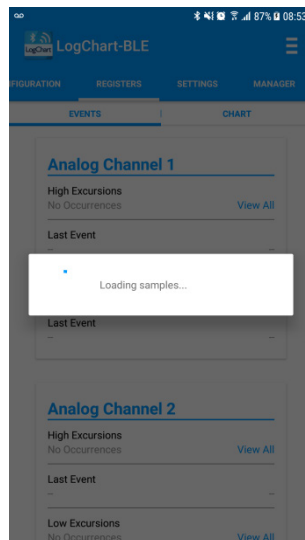 87% 08:53
LogChart LogChart-BLE
FIGURATION REGISTERS SETTINGS MANAGER
EVENTS CHART
Analog Channel 1
High Excursions
No Occurrences View All
Last Event
–
–
Loading samples...
Last Event
–
–
Analog Channel 2
High Excursions
No Occurrences View All
Last Event
–
–
Low Excursions
No Occurrences View All